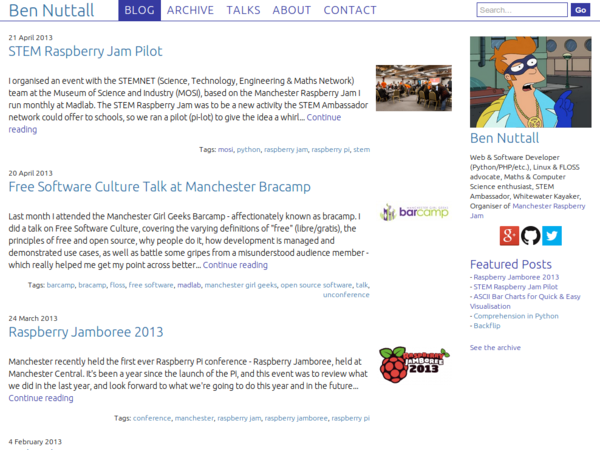 Ben Nuttall
BLOG ARCHIVE TALKS ABOUT CONTACT
Search... Go
21 April 2013
STEM Raspberry Jam Pilot
I organised an event with the STEMNET (Science, Technology, Engineering & Maths Network)
team at the Museum of Science and Industry (MOSI), based on the Manchester Raspberry Jam I
run monthly at Madlab. The STEM Raspberry Jam was to be a new activity the STEM Ambassador
network could offer to schools, so we ran a pilot (pi-lot) to give the idea a whirl... Continue
reading
Tags: mosi, python, raspberry jam, raspberry pi, stem
20 April 2013
Free Software Culture Talk at Manchester Bracamp
Last month I attended the Manchester Girl Geeks Barcamp - affectionately known as bracamp. I
did a talk on Free Software Culture, covering the varying definitions of "free" (libre/gratis), the
principles of free and open source, why people do it, how development is managed and
demonstrated use cases, as well as battle some gripes from a misunderstood audience member -
which really helped me get my point across better... Continue reading
barcamp
Tags: barcamp, bracamp, floss, free software, madlab, manchester girl geeks, open source software, talk,
unconference
24 March 2013
Raspberry Jamboree 2013
Manchester recently held the first ever Raspberry Pi conference - Raspberry Jamboree, held at
Manchester Central. It's been a year since the launch of the Pi, and this event was to review what
we did in the last year, and look forward to what we're going to do this year and in the future...
Continue reading
Raspberry
Jamboree
2013
Tags: conference, manchester, raspberry jam, raspberry jamboree, raspberry pi
4 February 2013
Ben Nuttall
Web & Software Developer
(Python/PHP/etc.), Linux & FLOSS
advocate, Maths & Computer
Science enthusiast, STEM
Ambassador, Whitewater Kayaker,
Organiser of Manchester Raspberry
Jam
Featured Posts
- Raspberry Jamboree 2013
- STEM Raspberry Jam Pilot
- ASCII Bar Charts for Quick & Easy
Visualisation
- Comprehension in Python
- Backflip
See the archive